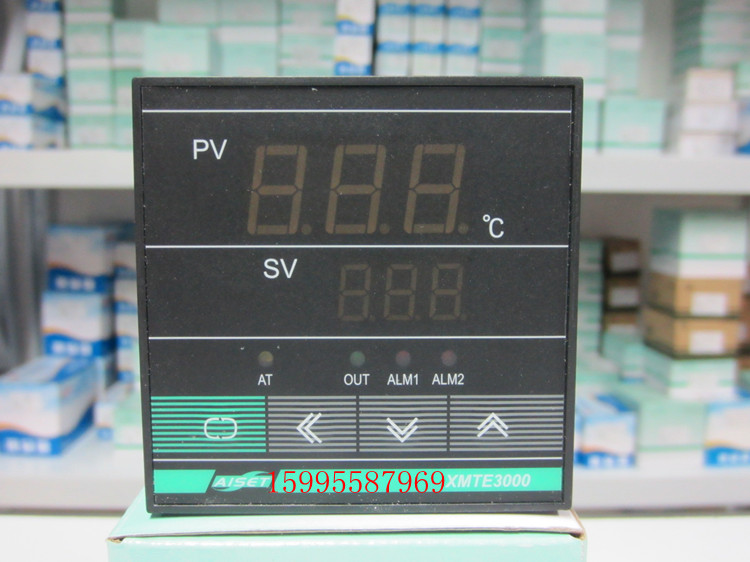 PV
℃
SV
AT OUT ALM1 ALM2
AISET 15995587969 XMTE3000